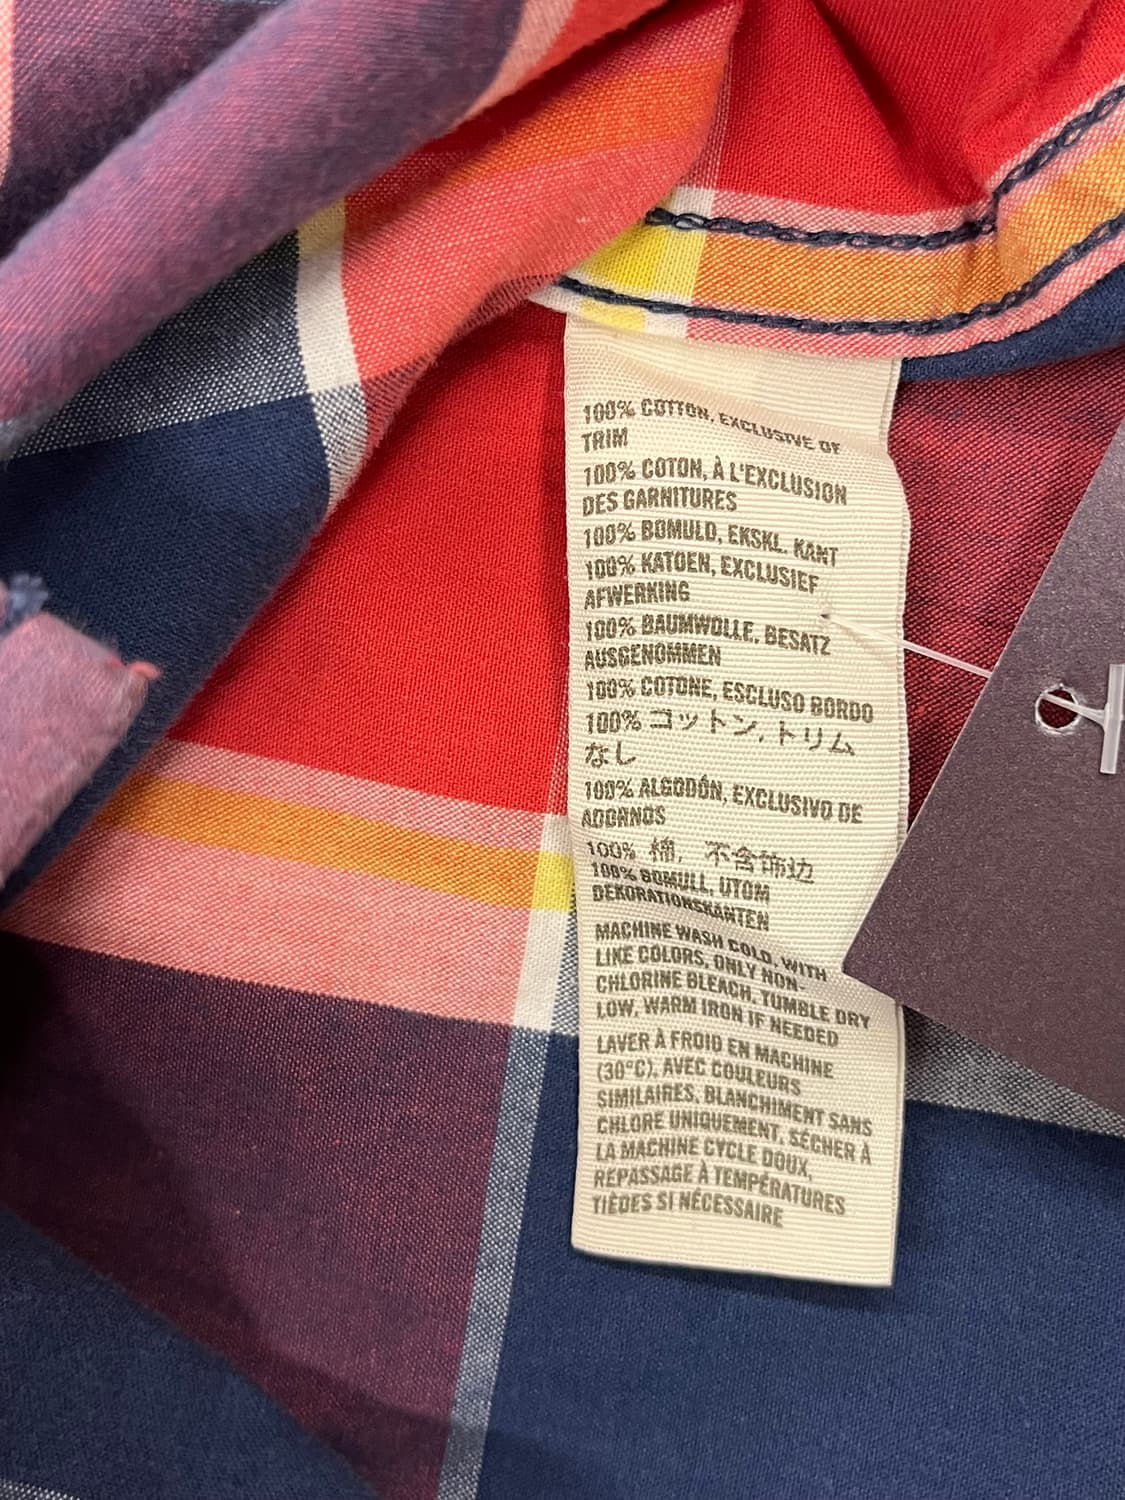 100% COTTON, EXCLUSIVE OF
TRIM
100% COTON, À L'EXCLUSION
DES GARNITURES
100% BOMULD, EKSKL. KANT
100% KATOEN, EXCLUSIEF
AFWERKING
100% BAUMWOLLE, BESATZ
AUSGENOMMEN
100% COTONE, ESCLUSO BORDO
100% コットン, トリム
なし
100% ALGODÓN, EXCLUSIVO DE
ADORNOS
100% 棉, 不含饰边
100% BOMULL, UTOM
DEKORATIONSKANTEN
MACHINE WASH COLD, WITH
LIKE COLORS, ONLY NON-
CHLORINE BLEACH, TUMBLE DRY
LOW, WARM IRON IF NEEDED
LAVER À FROID EN MACHINE
(30°C), AVEC COULEURS
SIMILAIRES, BLANCHIMENT SANS
CHLORE UNIQUEMENT, SÉCHER À
LA MACHINE CYCLE DOUX,
REPASSAGE À TEMPÉRATURES
TIÈDES SI NÉCESSAIRE